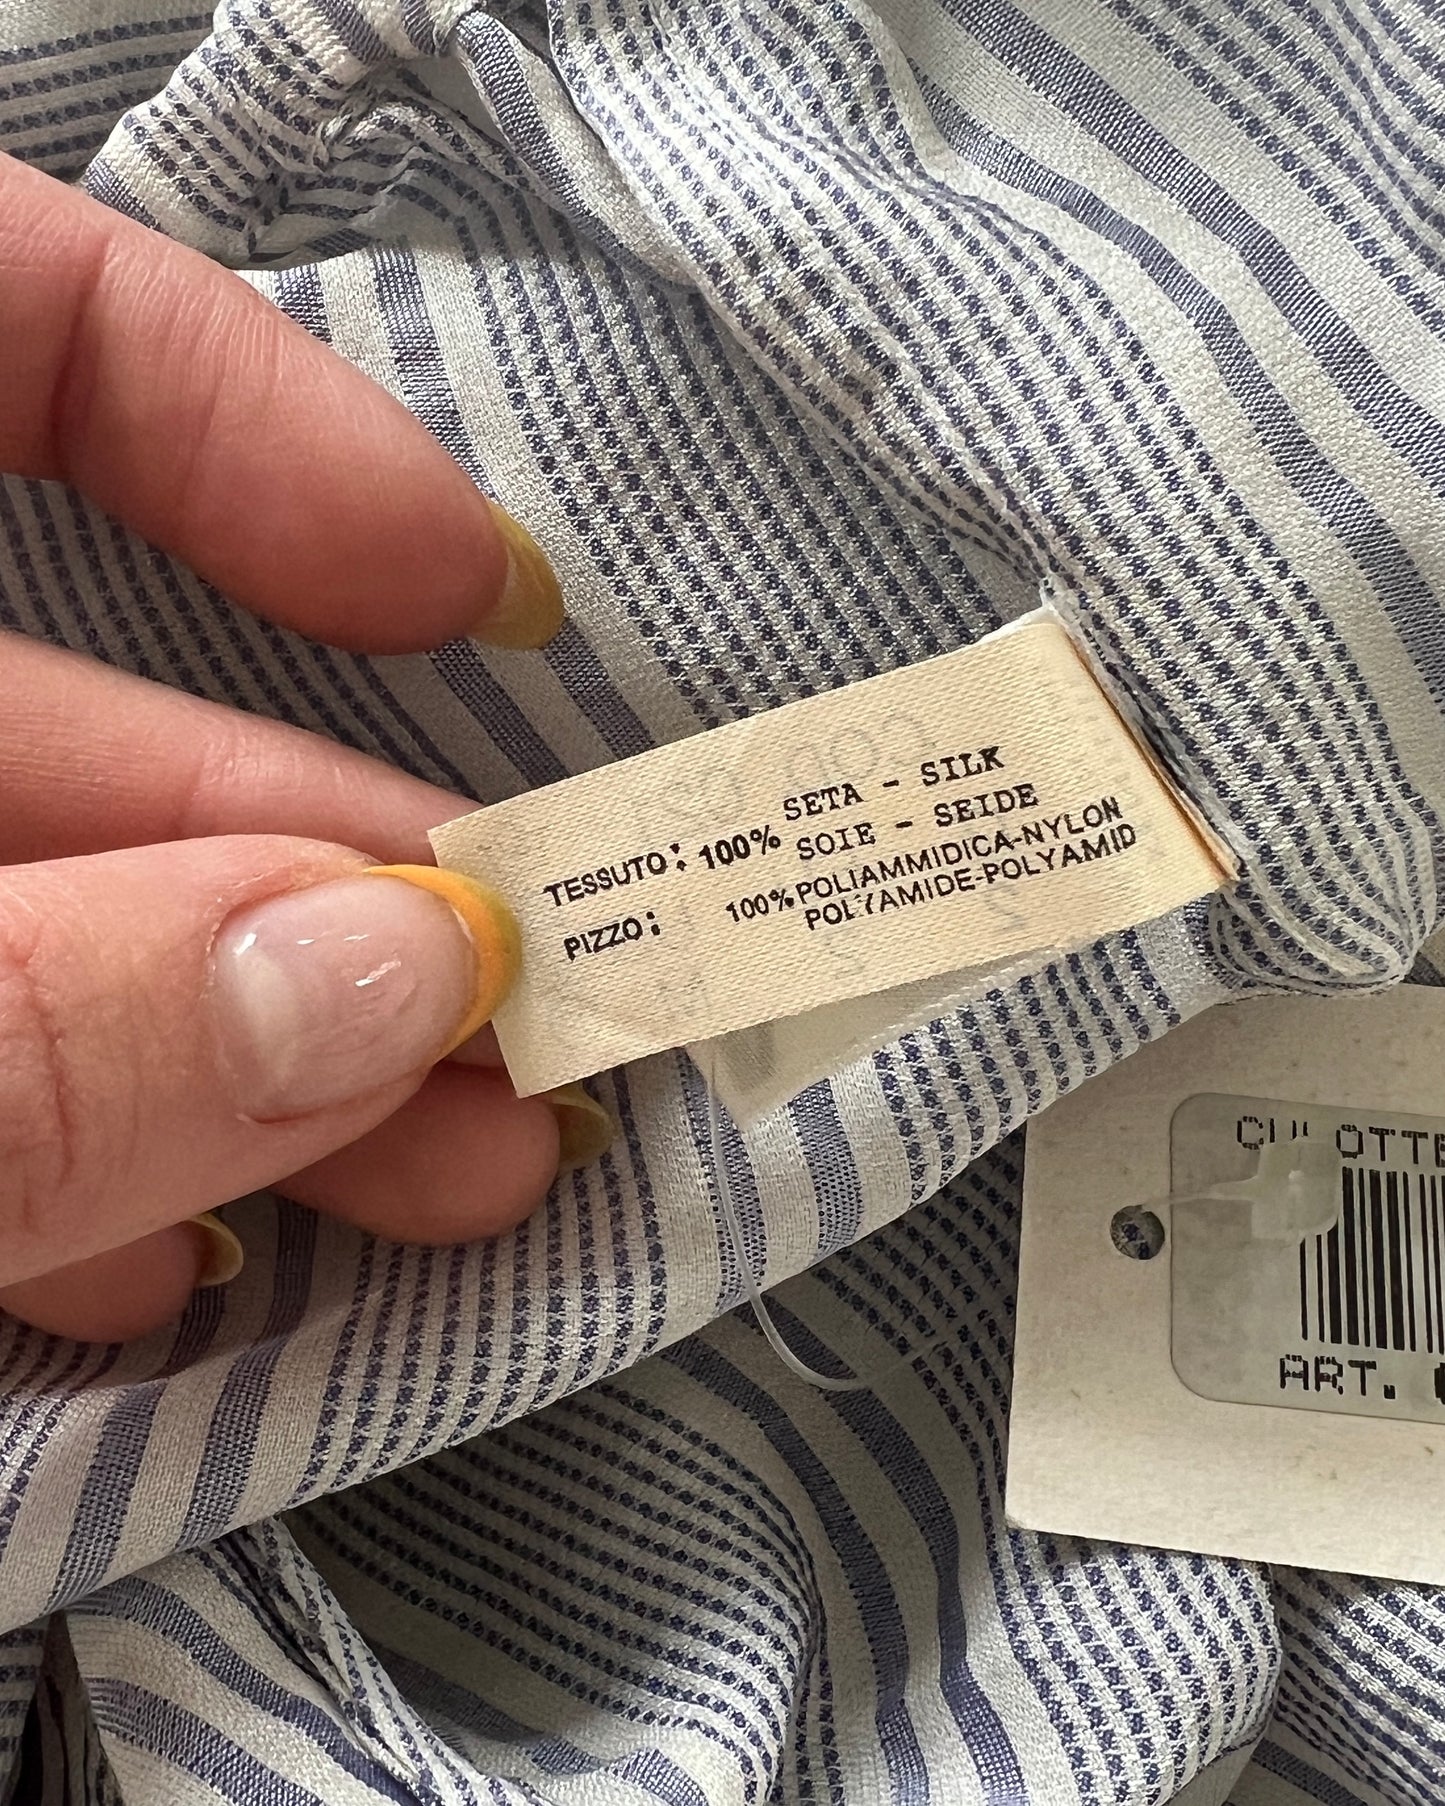 SETA - SILK
TESSUTO: 100% SOIE - SEIDE
PIZZO: 100% POLIAMMIDICA-NYLON
POLYAMIDE-POLYAMID
ART.